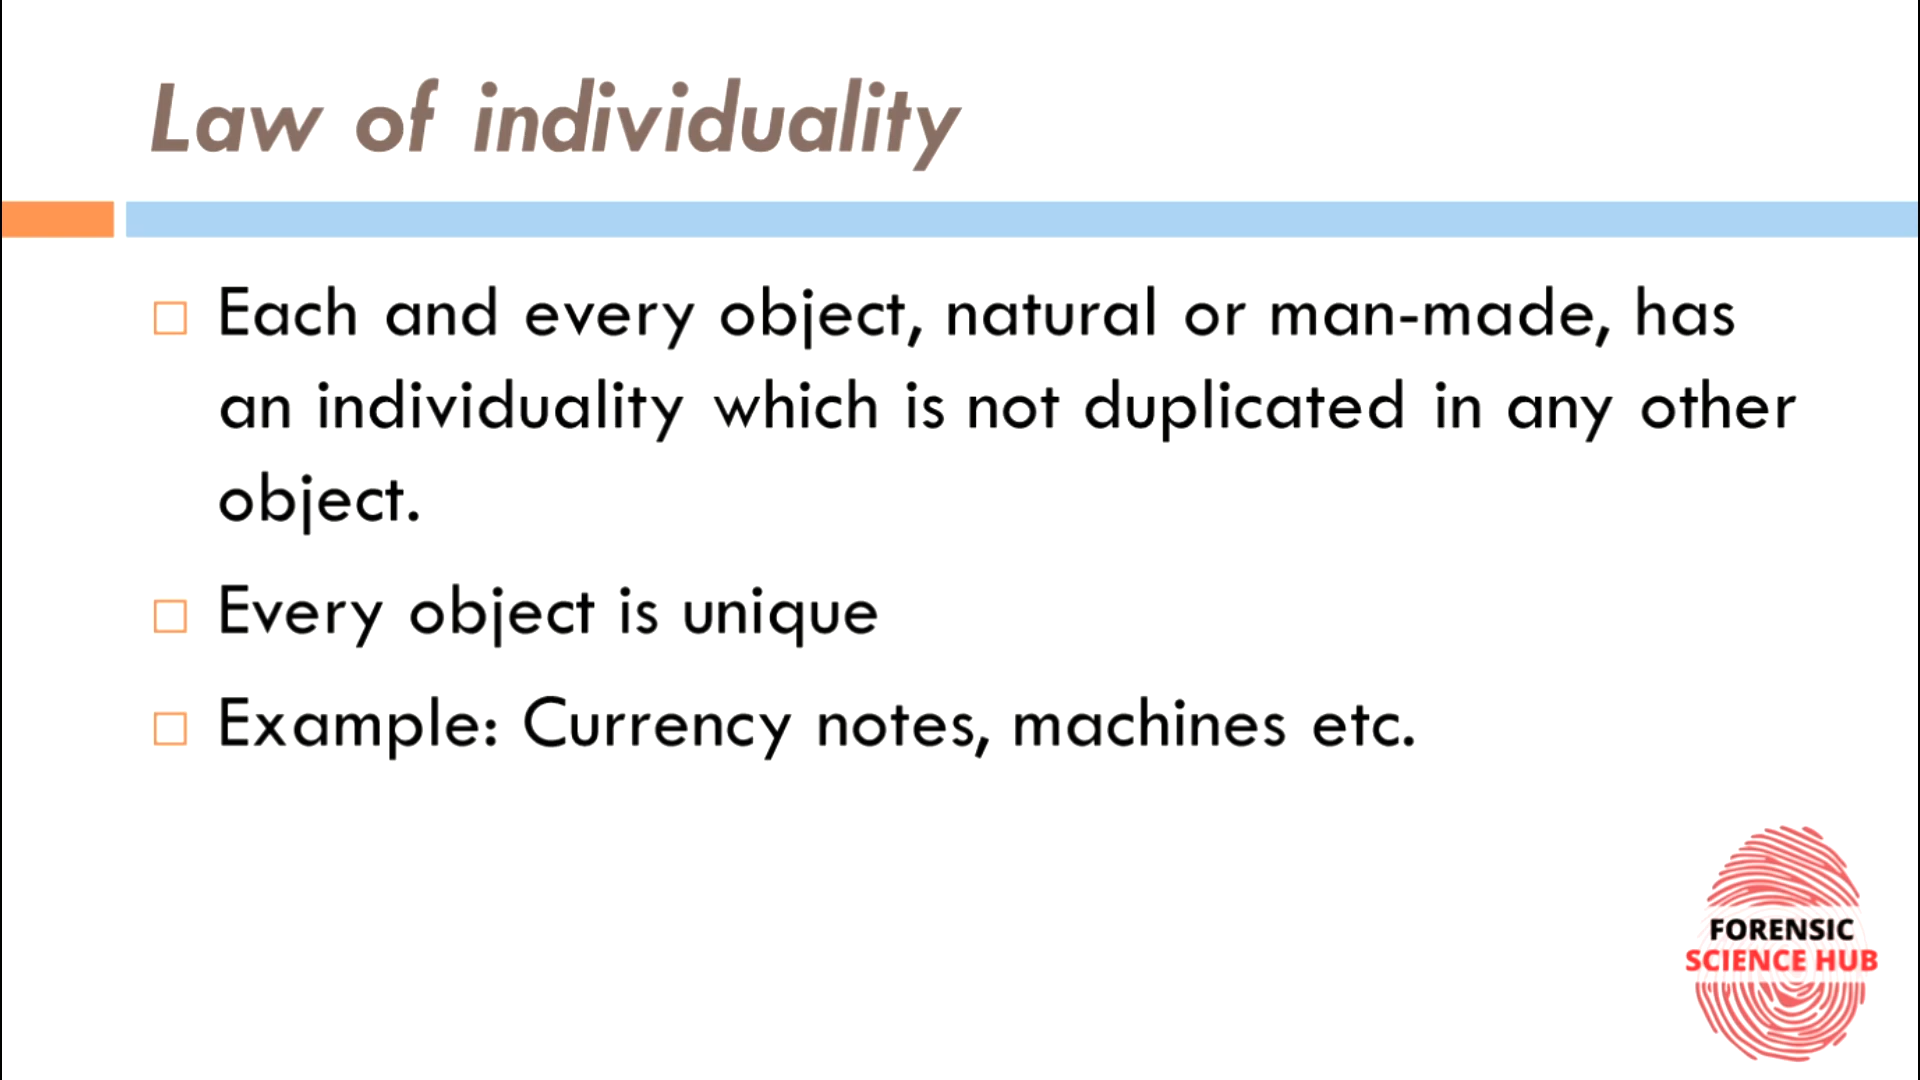 Law of individuality
Each and every object, natural or man-made, has
an individuality which is not duplicated in any other
object.
Every object is unique
Example: Currency notes, machines etc.
FORENSIC
SCIENCE HUB